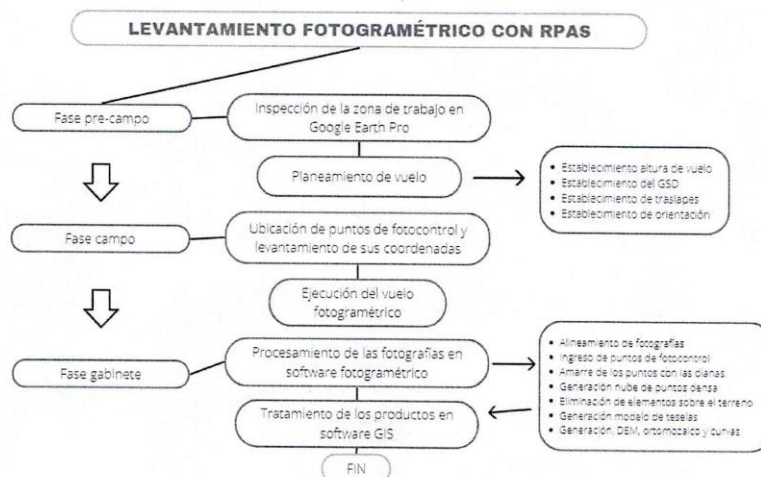 LEVANTAMIENTO FOTOGRAMÉTRICO CON RPAS
Fase pre-campo
Inspección de la zona de trabajo en
Google Earth Pro
Planeamiento de vuelo
• Establecimiento altura de vuelo
• Establecimiento del GSD
• Establecimiento de traslapes
• Establecimiento de orientación
Fase campo
Ubicación de puntos de fotocontrol y
levantamiento de sus coordenadas
Ejecución del vuelo
fotogramétrico
Fase gabinete
Procesamiento de las fotografías en
software fotogramétrico
• Alineamiento de fotografías
• Ingreso de puntos de fotocontrol
• Amarre de los puntos con las dianas
• Generación nube de puntos densa
• Eliminación de elementos sobre el terreno
• Generación modelo de teselas
• Generación, DEM, ortomozaico y curvas
Tratamiento de los productos en
software GIS
FIN